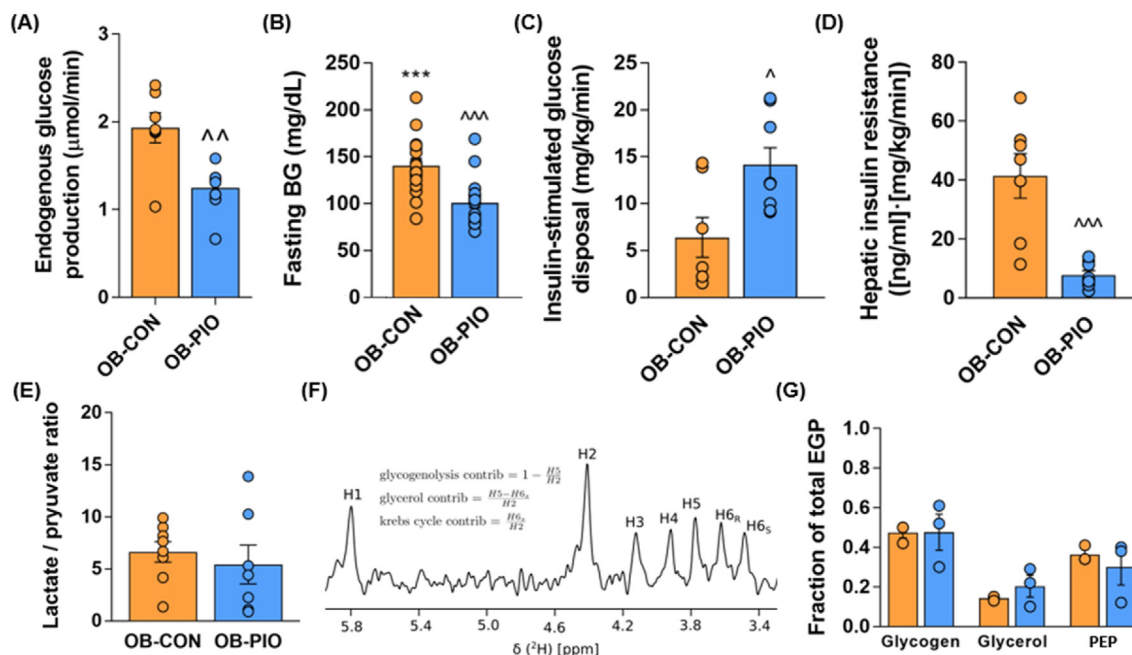 (A)
Endogenous glucose
production (μmol/min)
3
2
1
0
^^
OB-CON
OB-PIO
(B)
Fasting BG (mg/dL)
250
200
150
100
50
0
***
^^^
OB-CON
OB-PIO
(C)
Insulin-stimulated glucose
disposal (mg/kg/min)
25
20
15
10
5
0
^
OB-CON
OB-PIO
(D)
Hepatic insulin resistance
([ng/ml]·[mg/kg/min])
80
60
40
20
0
^^^
OB-CON
OB-PIO
(E)
Lactate / pryuvate ratio
20
15
10
5
0
OB-CON
OB-PIO
(F)
glycogenolysis contrib = 1 − H5/H2
glycerol contrib = H5−H6s/H2
krebs cycle contrib = H6s/H2
H1
H2
H3
H4
H5
H6R
H6S
5.8 5.4 5.0 4.6 4.2 3.8 3.4
δ (²H) [ppm]
(G)
Fraction of total EGP
1.0
0.8
0.6
0.4
0.2
0.0
Glycogen
Glycerol
PEP